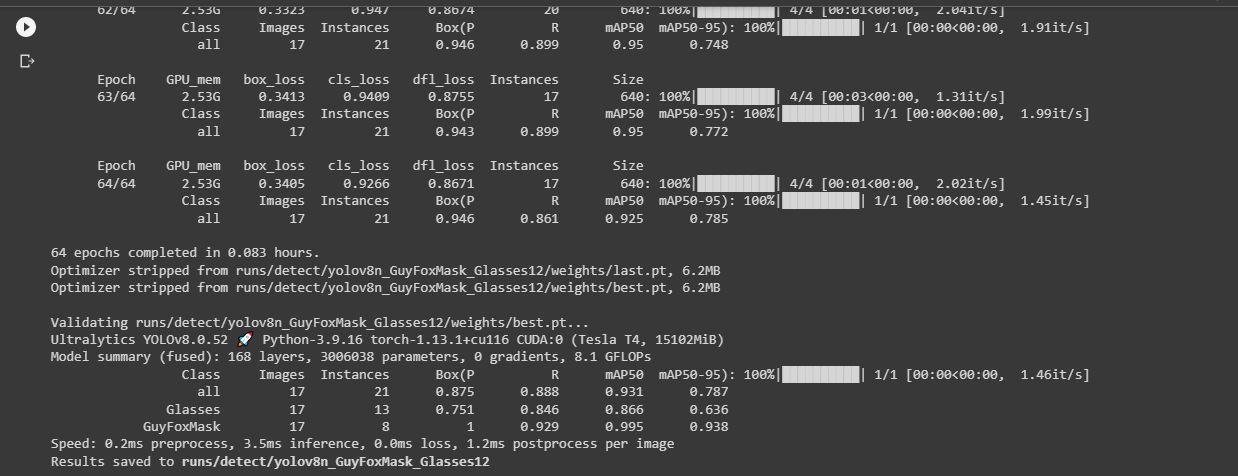 62/64 2.53G 0.3323 0.947 0.8674 20 640: 100%|██████████| 4/4 [00:01<00:00, 2.04it/s]
Class Images Instances Box(P R mAP50 mAP50-95): 100%|██████████| 1/1 [00:00<00:00, 1.91it/s]
all 17 21 0.946 0.899 0.95 0.748
Epoch GPU_mem box_loss cls_loss dfl_loss Instances Size
63/64 2.53G 0.3413 0.9409 0.8755 17 640: 100%|██████████| 4/4 [00:03<00:00, 1.31it/s]
Class Images Instances Box(P R mAP50 mAP50-95): 100%|██████████| 1/1 [00:00<00:00, 1.99it/s]
all 17 21 0.943 0.899 0.95 0.772
Epoch GPU_mem box_loss cls_loss dfl_loss Instances Size
64/64 2.53G 0.3405 0.9266 0.8671 17 640: 100%|██████████| 4/4 [00:01<00:00, 2.02it/s]
Class Images Instances Box(P R mAP50 mAP50-95): 100%|██████████| 1/1 [00:00<00:00, 1.45it/s]
all 17 21 0.946 0.861 0.925 0.785
64 epochs completed in 0.083 hours.
Optimizer stripped from runs/detect/yolov8n_GuyFoxMask_Glasses12/weights/last.pt, 6.2MB
Optimizer stripped from runs/detect/yolov8n_GuyFoxMask_Glasses12/weights/best.pt, 6.2MB
Validating runs/detect/yolov8n_GuyFoxMask_Glasses12/weights/best.pt...
Ultralytics YOLOv8.0.52 🚀 Python-3.9.16 torch-1.13.1+cu116 CUDA:0 (Tesla T4, 15102MiB)
Model summary (fused): 168 layers, 3006038 parameters, 0 gradients, 8.1 GFLOPs
Class Images Instances Box(P R mAP50 mAP50-95): 100%|██████████| 1/1 [00:00<00:00, 1.46it/s]
all 17 21 0.875 0.888 0.931 0.787
Glasses 17 13 0.751 0.846 0.866 0.636
GuyFoxMask 17 8 1 0.929 0.995 0.938
Speed: 0.2ms preprocess, 3.5ms inference, 0.0ms loss, 1.2ms postprocess per image
Results saved to runs/detect/yolov8n_GuyFoxMask_Glasses12